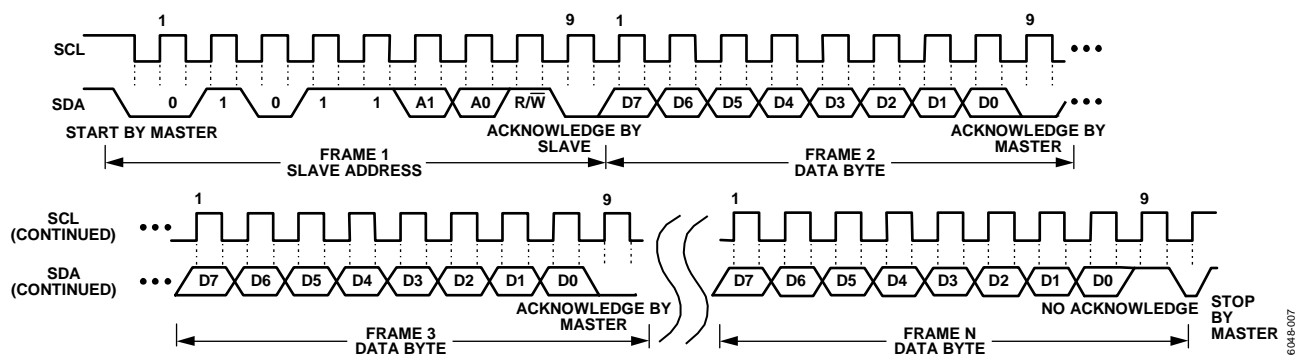 1 9 1 9
SCL
SDA 0 1 0 1 1 A1 A0 R/W̅ D7 D6 D5 D4 D3 D2 D1 D0
START BY MASTER
ACKNOWLEDGE BY
SLAVE
ACKNOWLEDGE BY
MASTER
FRAME 1
SLAVE ADDRESS
FRAME 2
DATA BYTE
1 9 1 9
SCL
(CONTINUED)
SDA
(CONTINUED)
D7 D6 D5 D4 D3 D2 D1 D0 D7 D6 D5 D4 D3 D2 D1 D0
ACKNOWLEDGE BY
MASTER
NO ACKNOWLEDGE
STOP
BY
MASTER
FRAME 3
DATA BYTE
FRAME N
DATA BYTE
6048-007